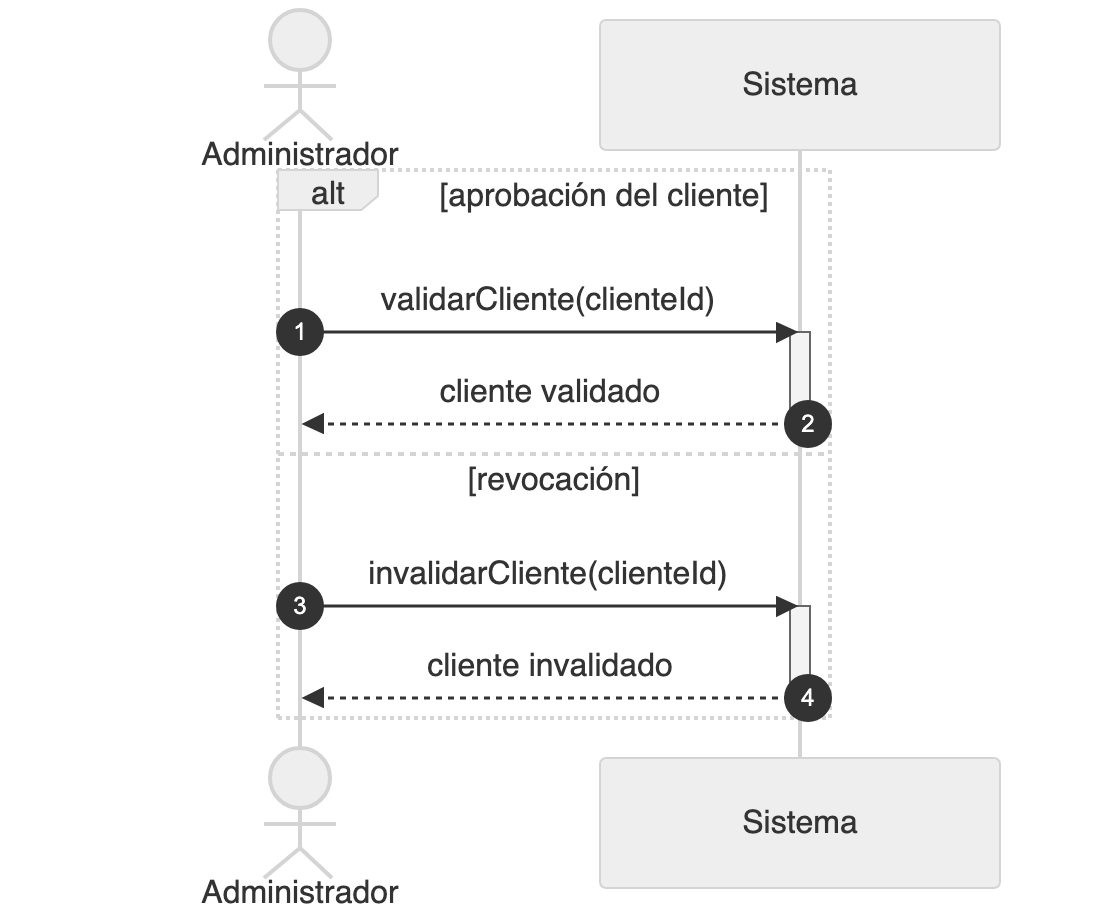 Sistema
Administrador
alt
[aprobación del cliente]
validarCliente(clienteId)
1
cliente validado
2
[revocación]
invalidarCliente(clienteId)
3
cliente invalidado
4
Sistema
Administrador